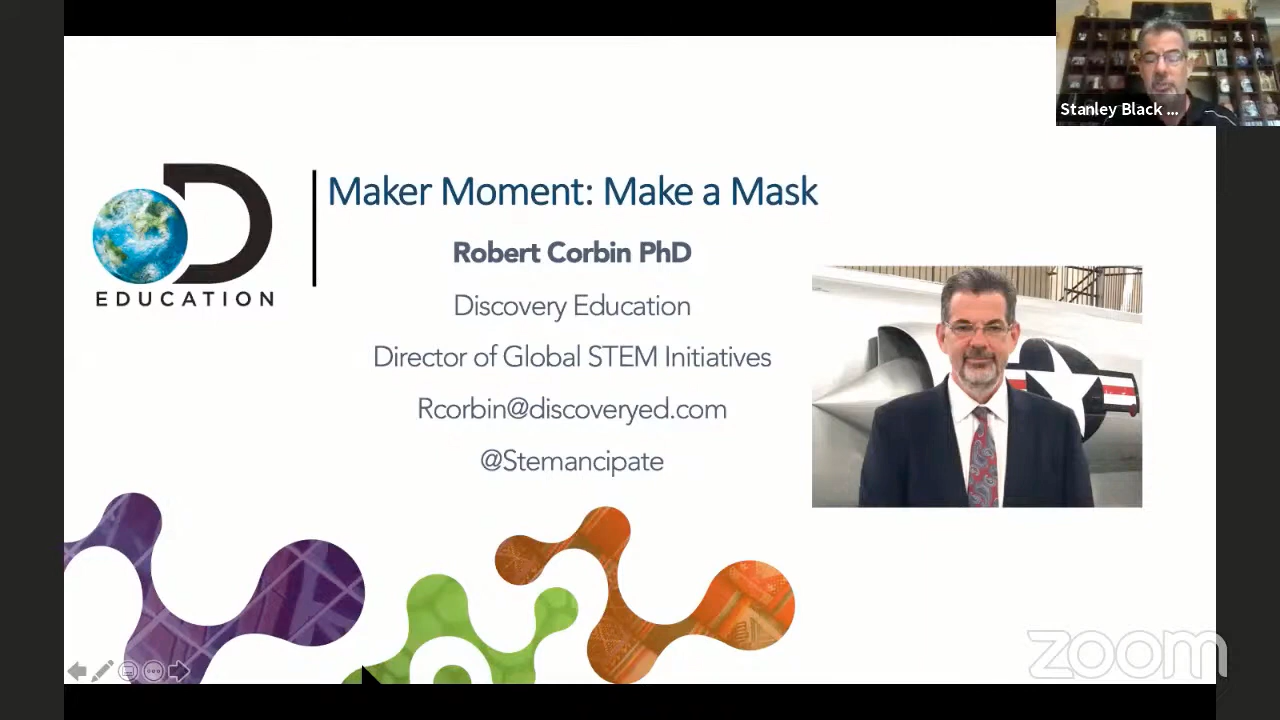 Stanley Black ...
D
EDUCATION
Maker Moment: Make a Mask
Robert Corbin PhD
Discovery Education
Director of Global STEM Initiatives
Rcorbin@discoveryed.com
@Stemancipate
zoom